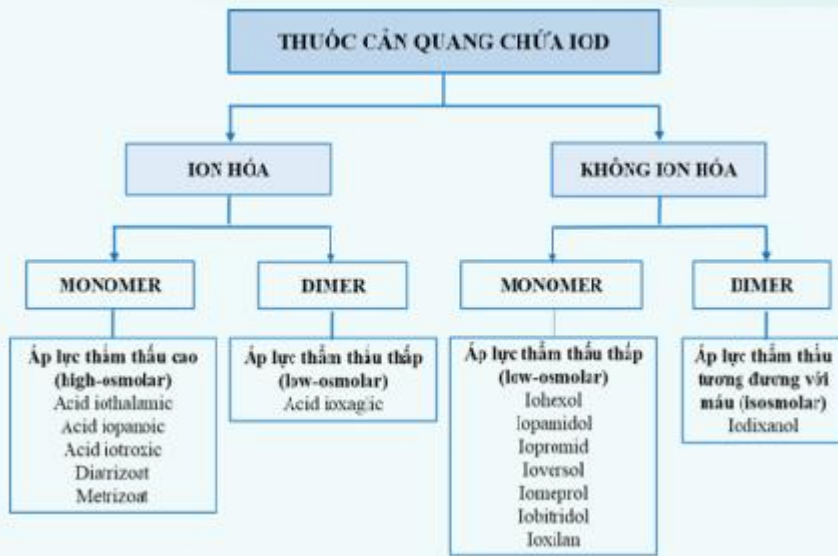 THUỐC CẢN QUANG CHỨA IOD
ION HÓA
KHÔNG ION HÓA
MONOMER
DIMER
MONOMER
DIMER
Áp lực thẩm thấu cao
(high-osmolar)
Acid iothalamic
Acid iopanoic
Acid iotroxic
Diatrizoat
Metrizoat
Áp lực thẩm thấu thấp
(low-osmolar)
Acid ioxaglic
Áp lực thẩm thấu thấp
(low-osmolar)
Iohexol
Iopamidol
Iopromid
Ioversol
Iomeprol
Iobitridol
Ioxilan
Áp lực thẩm thấu
tương đương với
máu (isosmolar)
Iodixanol